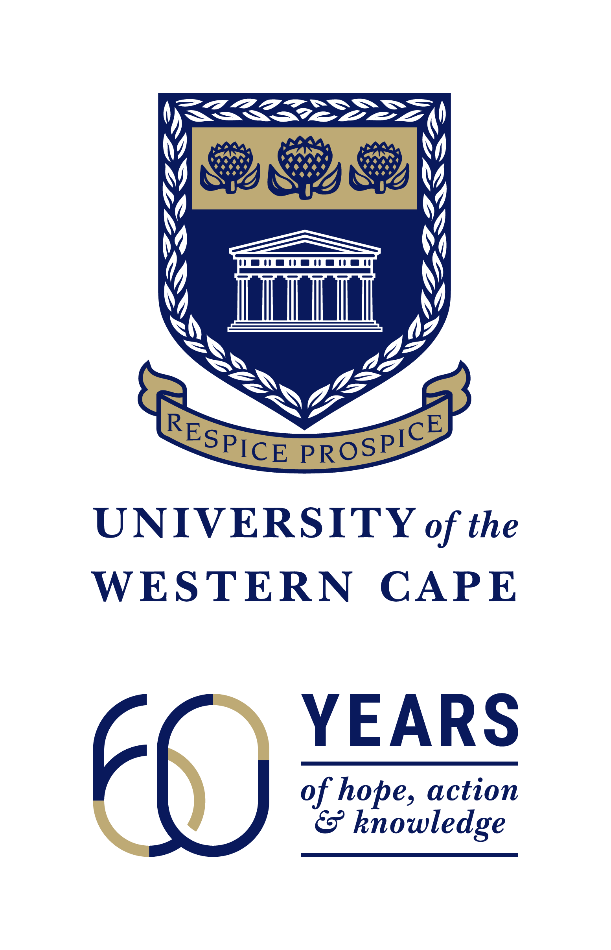 RESPICE PROSPICE
UNIVERSITY of the
WESTERN CAPE
60 YEARS
of hope, action
& knowledge